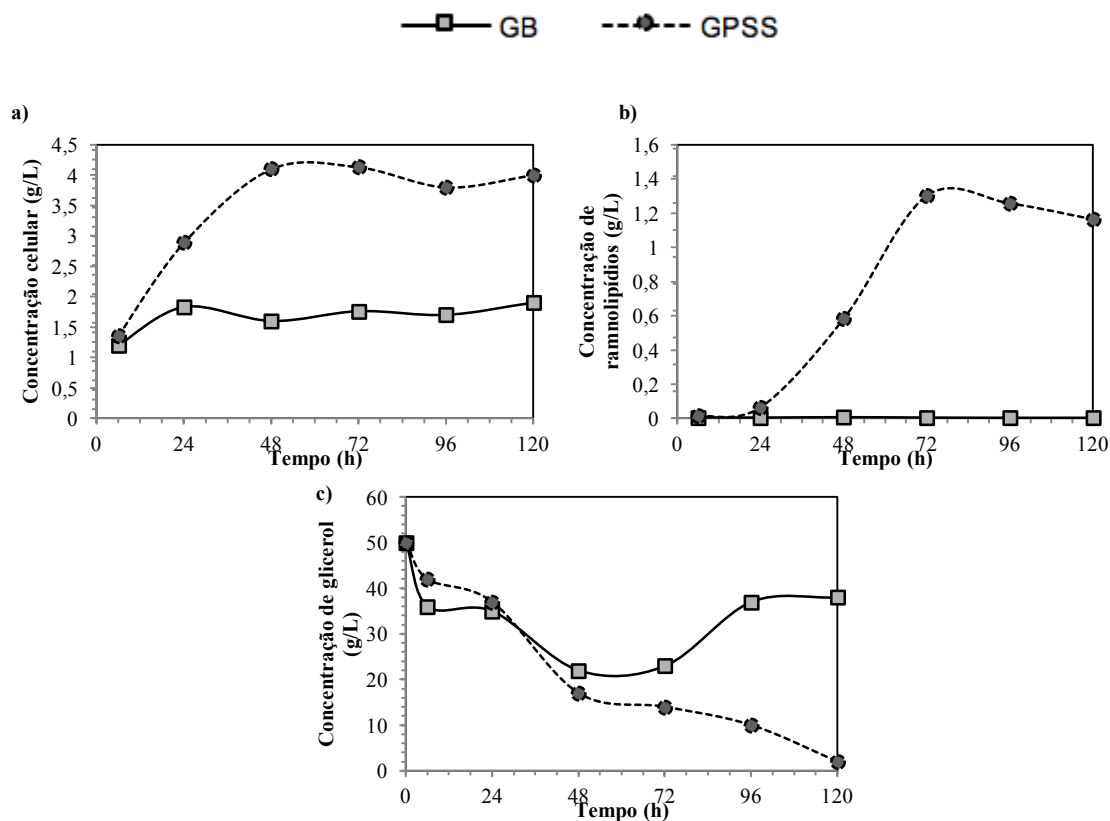 GB GPSS
a)
Concentração celular (g/L)
4,5
4
3,5
3
2,5
2
1,5
1
0,5
0
0 24 48 72 96 120
Tempo (h)
b)
Concentração de
ramnolipídios (g/L)
1,6
1,4
1,2
1
0,8
0,6
0,4
0,2
0
0 24 48 72 96 120
Tempo (h)
c)
Concentração de glicerol
(g/L)
60
50
40
30
20
10
0
0 24 48 72 96 120
Tempo (h)